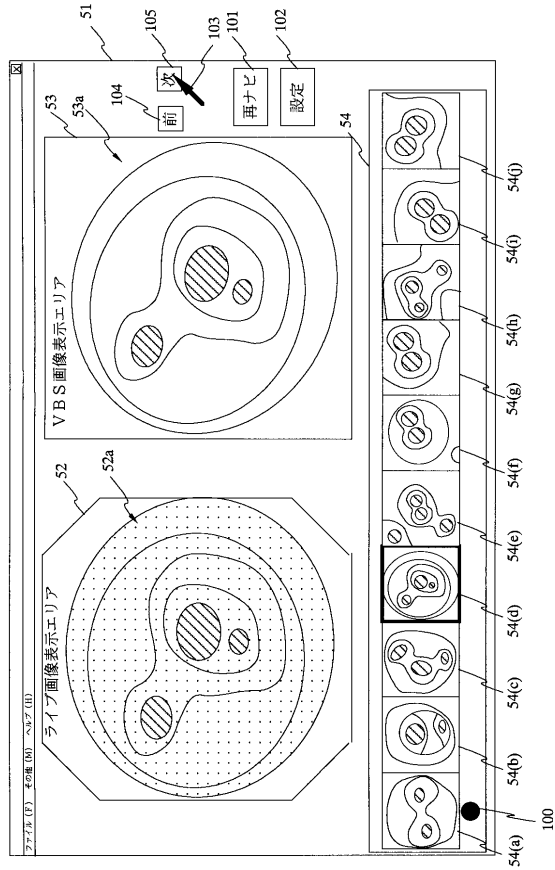 51
ファイル (F) その他 (M) ヘルプ (H)
52
52a
ライブ画像表示エリア
53
53a
VBS画像表示エリア
104
105
103
前
次
101
再ナビ
102
設定
54
54(a)
54(b)
54(c)
54(d)
54(e)
54(f)
54(g)
54(h)
54(i)
54(j)
100